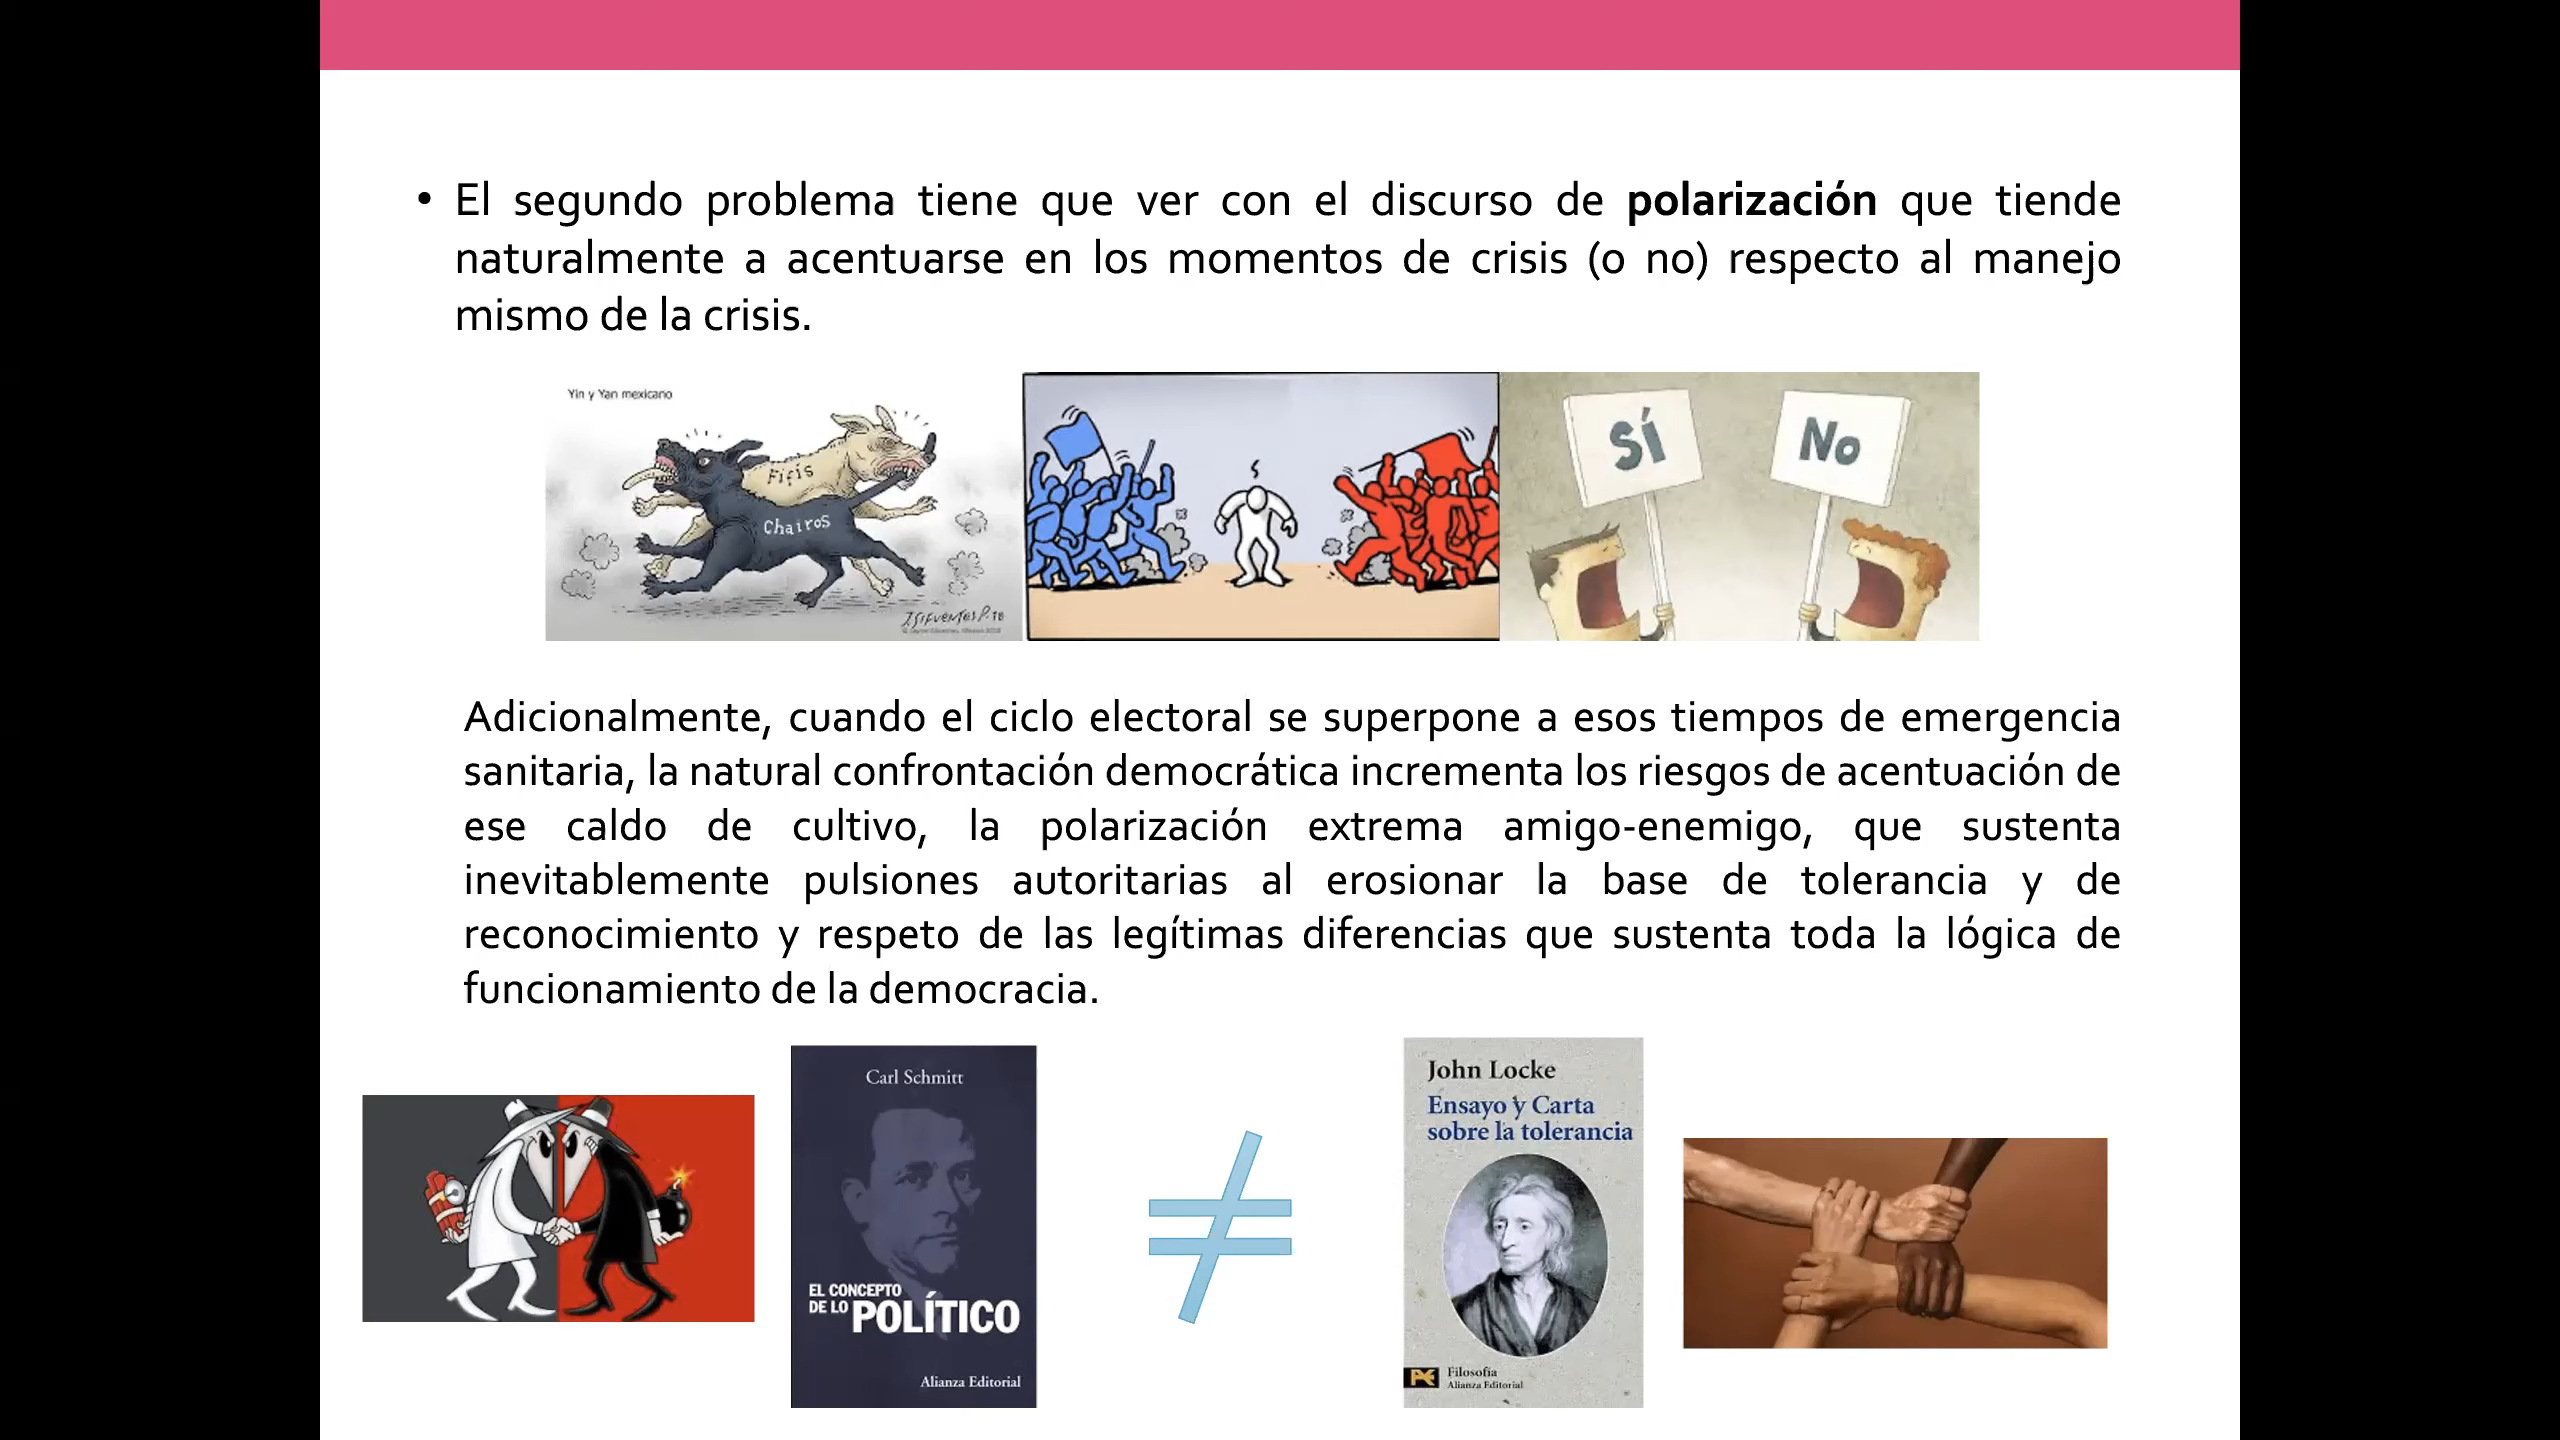 • El segundo problema tiene que ver con el discurso de polarización que tiende
naturalmente a acentuarse en los momentos de crisis (o no) respecto al manejo
mismo de la crisis.
Yin y Yan mexicano
Fifis
Chairos
Sí
No
Adicionalmente, cuando el ciclo electoral se superpone a esos tiempos de emergencia
sanitaria, la natural confrontación democrática incrementa los riesgos de acentuación de
ese caldo de cultivo, la polarización extrema amigo-enemigo, que sustenta
inevitablemente pulsiones autoritarias al erosionar la base de tolerancia y de
reconocimiento y respeto de las legítimas diferencias que sustenta toda la lógica de
funcionamiento de la democracia.
Carl Schmitt
EL CONCEPTO
DE LO POLÍTICO
Alianza Editorial
≠
John Locke
Ensayo y Carta
sobre la tolerancia
Filosofía
Alianza Editorial